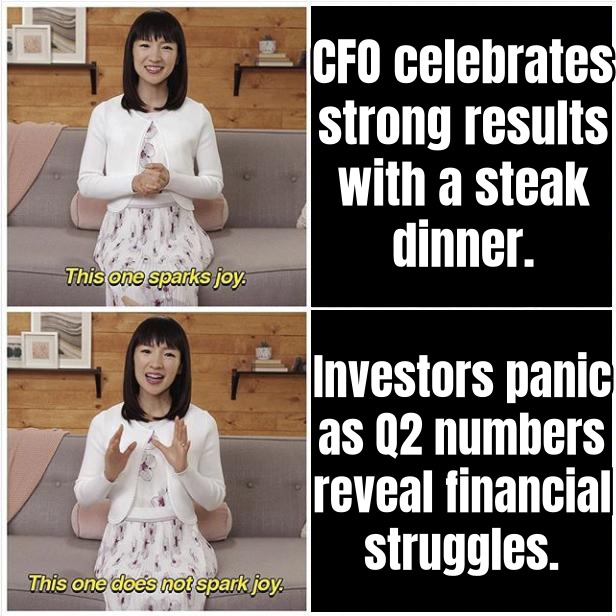 CFO celebrates
strong results
with a steak
dinner.
This one sparks joy.
Investors panic
as Q2 numbers
reveal financial
struggles.
This one does not spark joy.